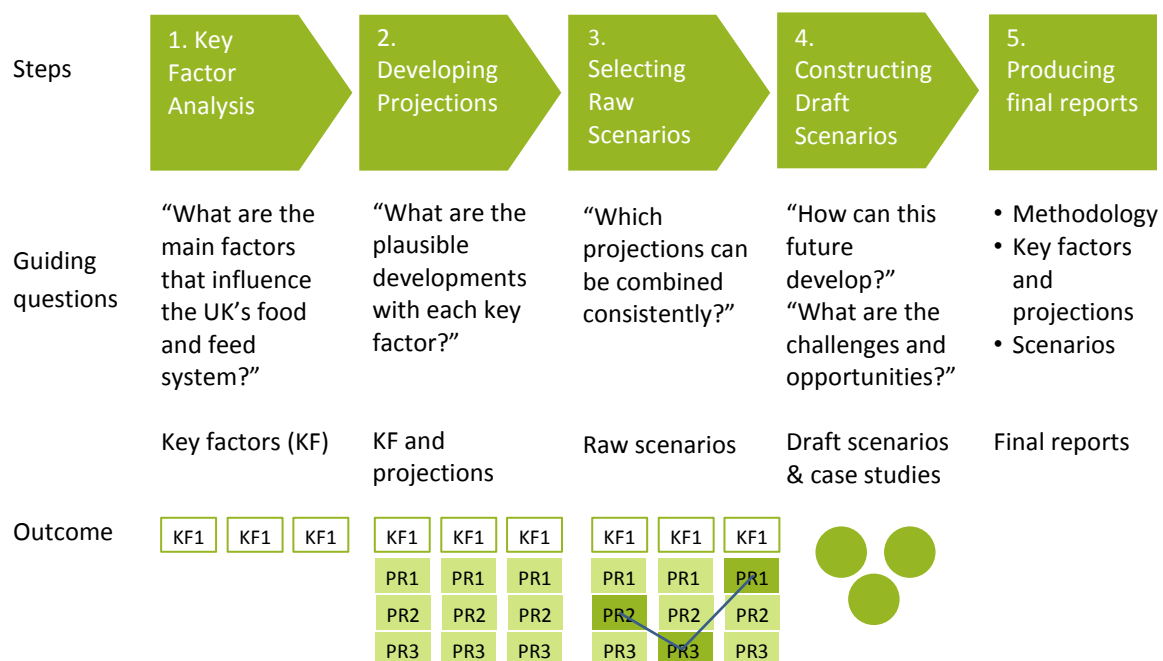 Steps
1. Key
Factor
Analysis
2.
Developing
Projections
3.
Selecting
Raw
Scenarios
4.
Constructing
Draft
Scenarios
5.
Producing
final reports
Guiding
questions
“What are the
main factors
that influence
the UK’s food
and feed
system?”
“What are the
plausible
developments
with each key
factor?”
“Which
projections can
be combined
consistently?”
“How can this
future
develop?”
“What are the
challenges and
opportunities?”
• Methodology
• Key factors
and
projections
• Scenarios
Outcome
Key factors (KF)
KF1 KF1 KF1
KF and
projections
KF1 KF1 KF1
PR1 PR1 PR1
PR2 PR2 PR2
PR3 PR3 PR3
Raw scenarios
KF1 KF1 KF1
PR1 PR1 PR1
PR2 PR2 PR2
PR3 PR3 PR3
Draft scenarios
& case studies
Final reports